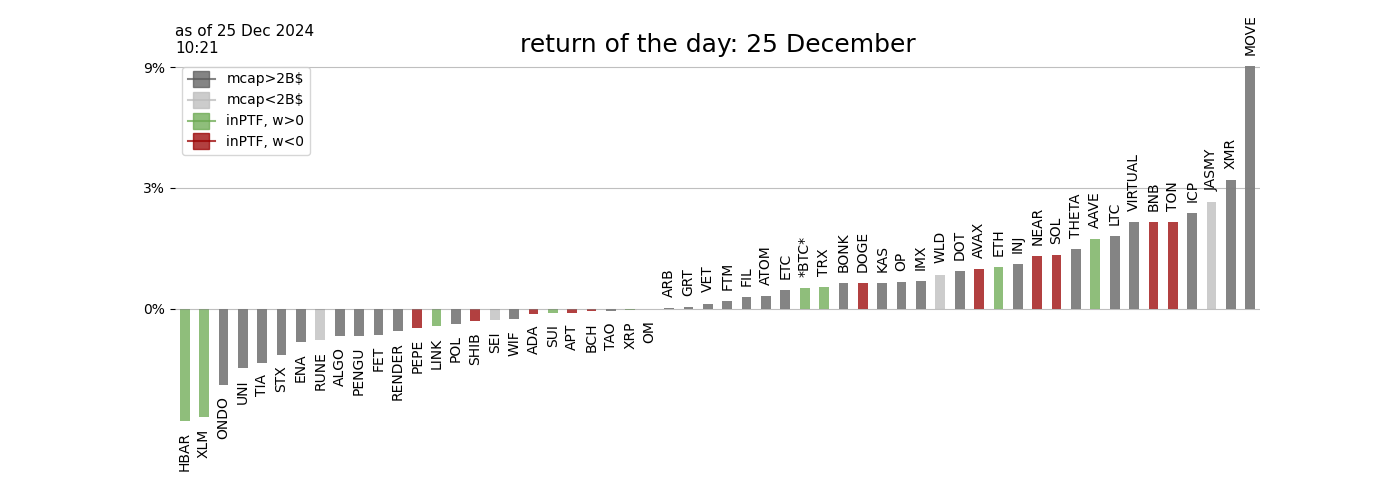 as of 25 Dec 2024
10:21
return of the day: 25 December
9%
3%
0%
mcap>2B$
mcap<2B$
inPTF, w>0
inPTF, w<0
HBAR
XLM
ONDO
UNI
TIA
STX
ENA
RUNE
ALGO
PENGU
FET
RENDER
PEPE
LINK
POL
SHIB
SEI
WIF
ADA
SUI
APT
BCH
TAO
XRP
OM
ARB
GRT
VET
FTM
FIL
ATOM
ETC
*BTC*
TRX
BONK
DOGE
KAS
OP
IMX
WLD
DOT
AVAX
ETH
INJ
NEAR
SOL
THETA
AAVE
LTC
VIRTUAL
BNB
TON
ICP
JASMY
XMR
MOVE